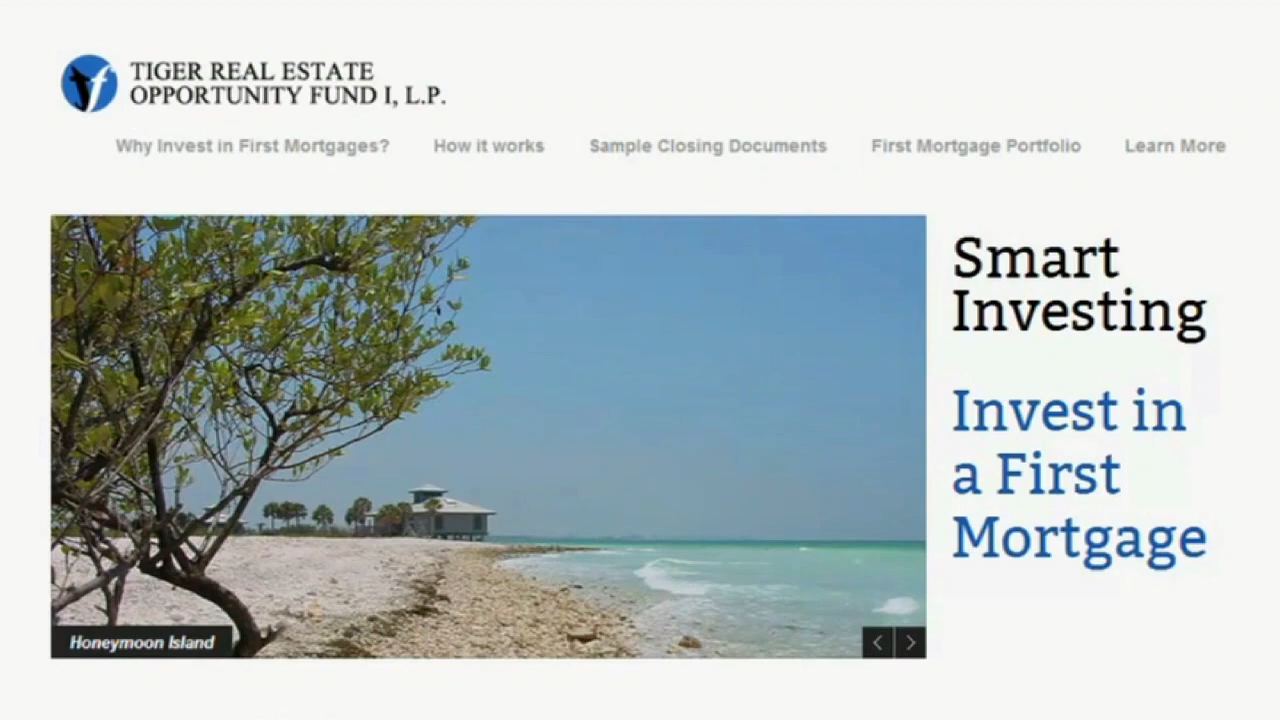 TIGER REAL ESTATE
OPPORTUNITY FUND I, L.P.
Why Invest in First Mortgages? How it works Sample Closing Documents First Mortgage Portfolio Learn More
Smart
Investing
Invest in
a First
Mortgage
Honeymoon Island